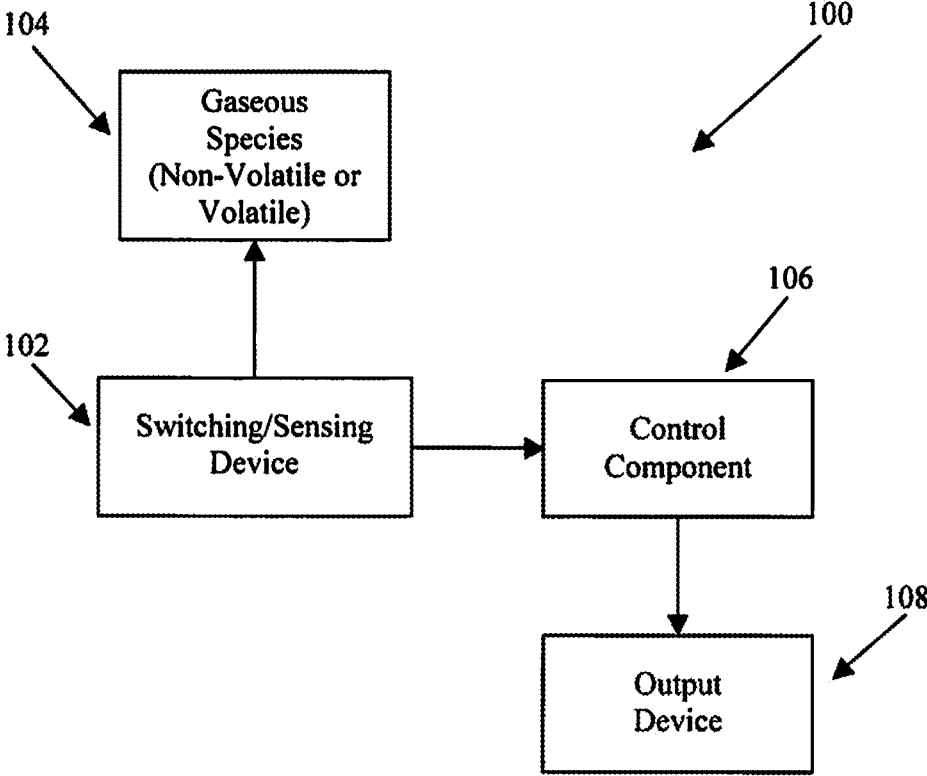 104
100
Gaseous
Species
(Non-Volatile or
Volatile)
106
102
Switching/Sensing
Device
Control
Component
108
Output
Device